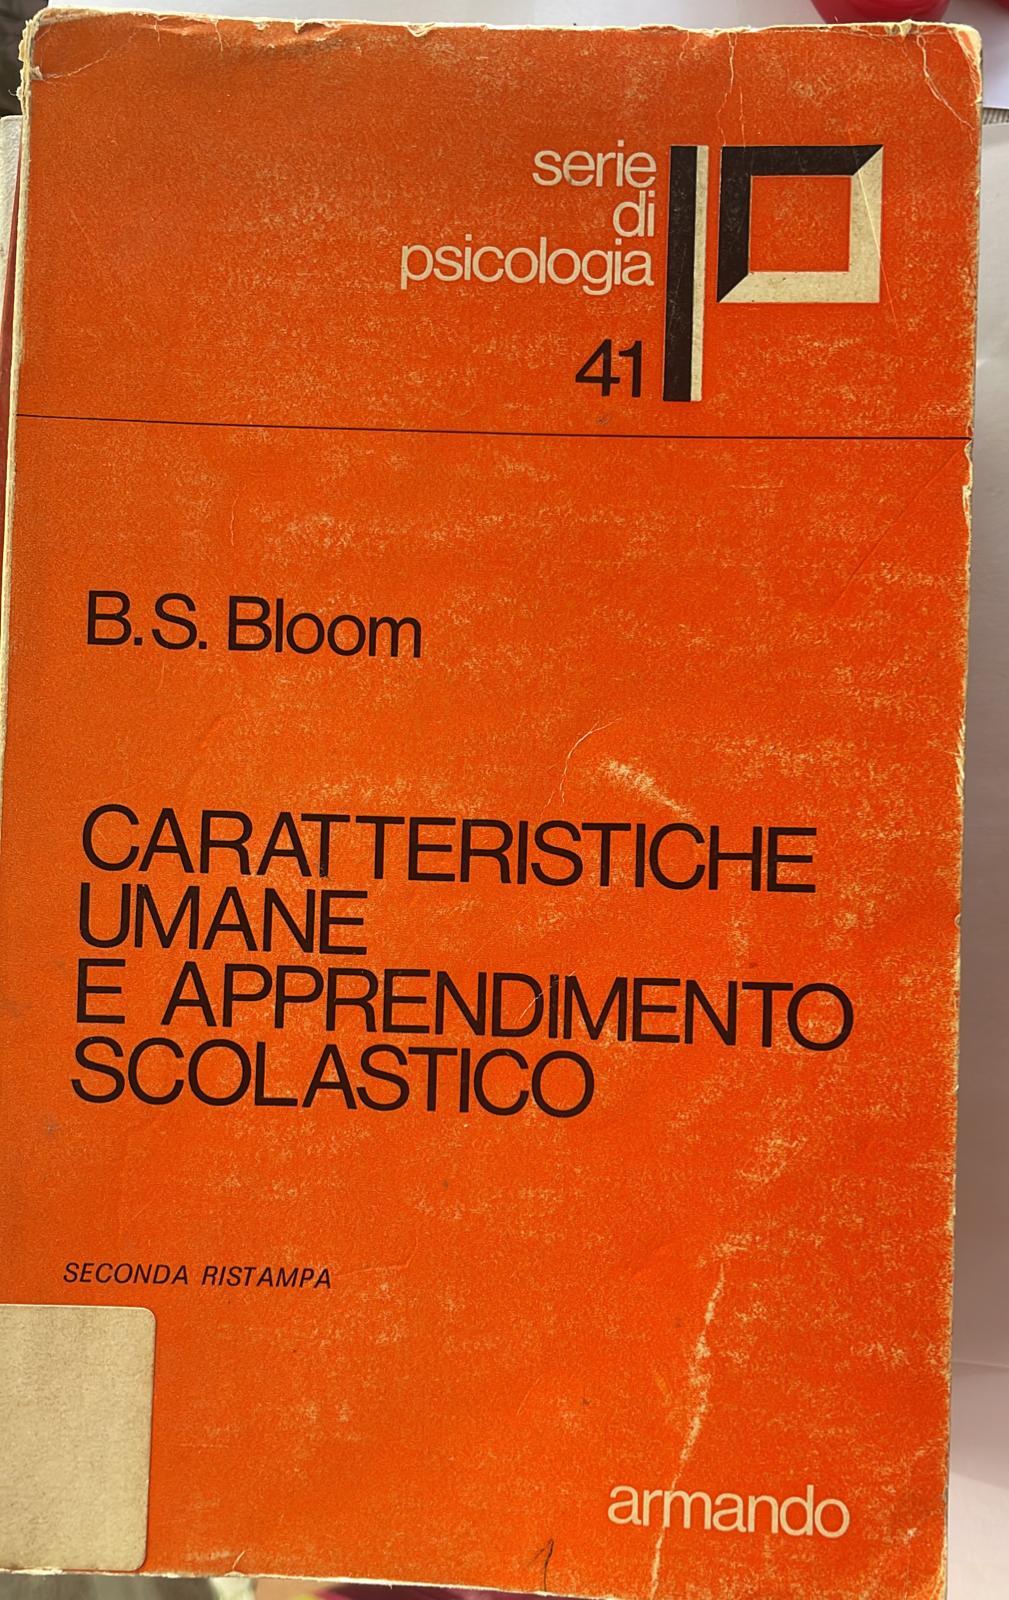 serie
di
psicologia
41
B.S. Bloom
CARATTERISTICHE
UMANE
E APPRENDIMENTO
SCOLASTICO
SECONDA RISTAMPA
armando